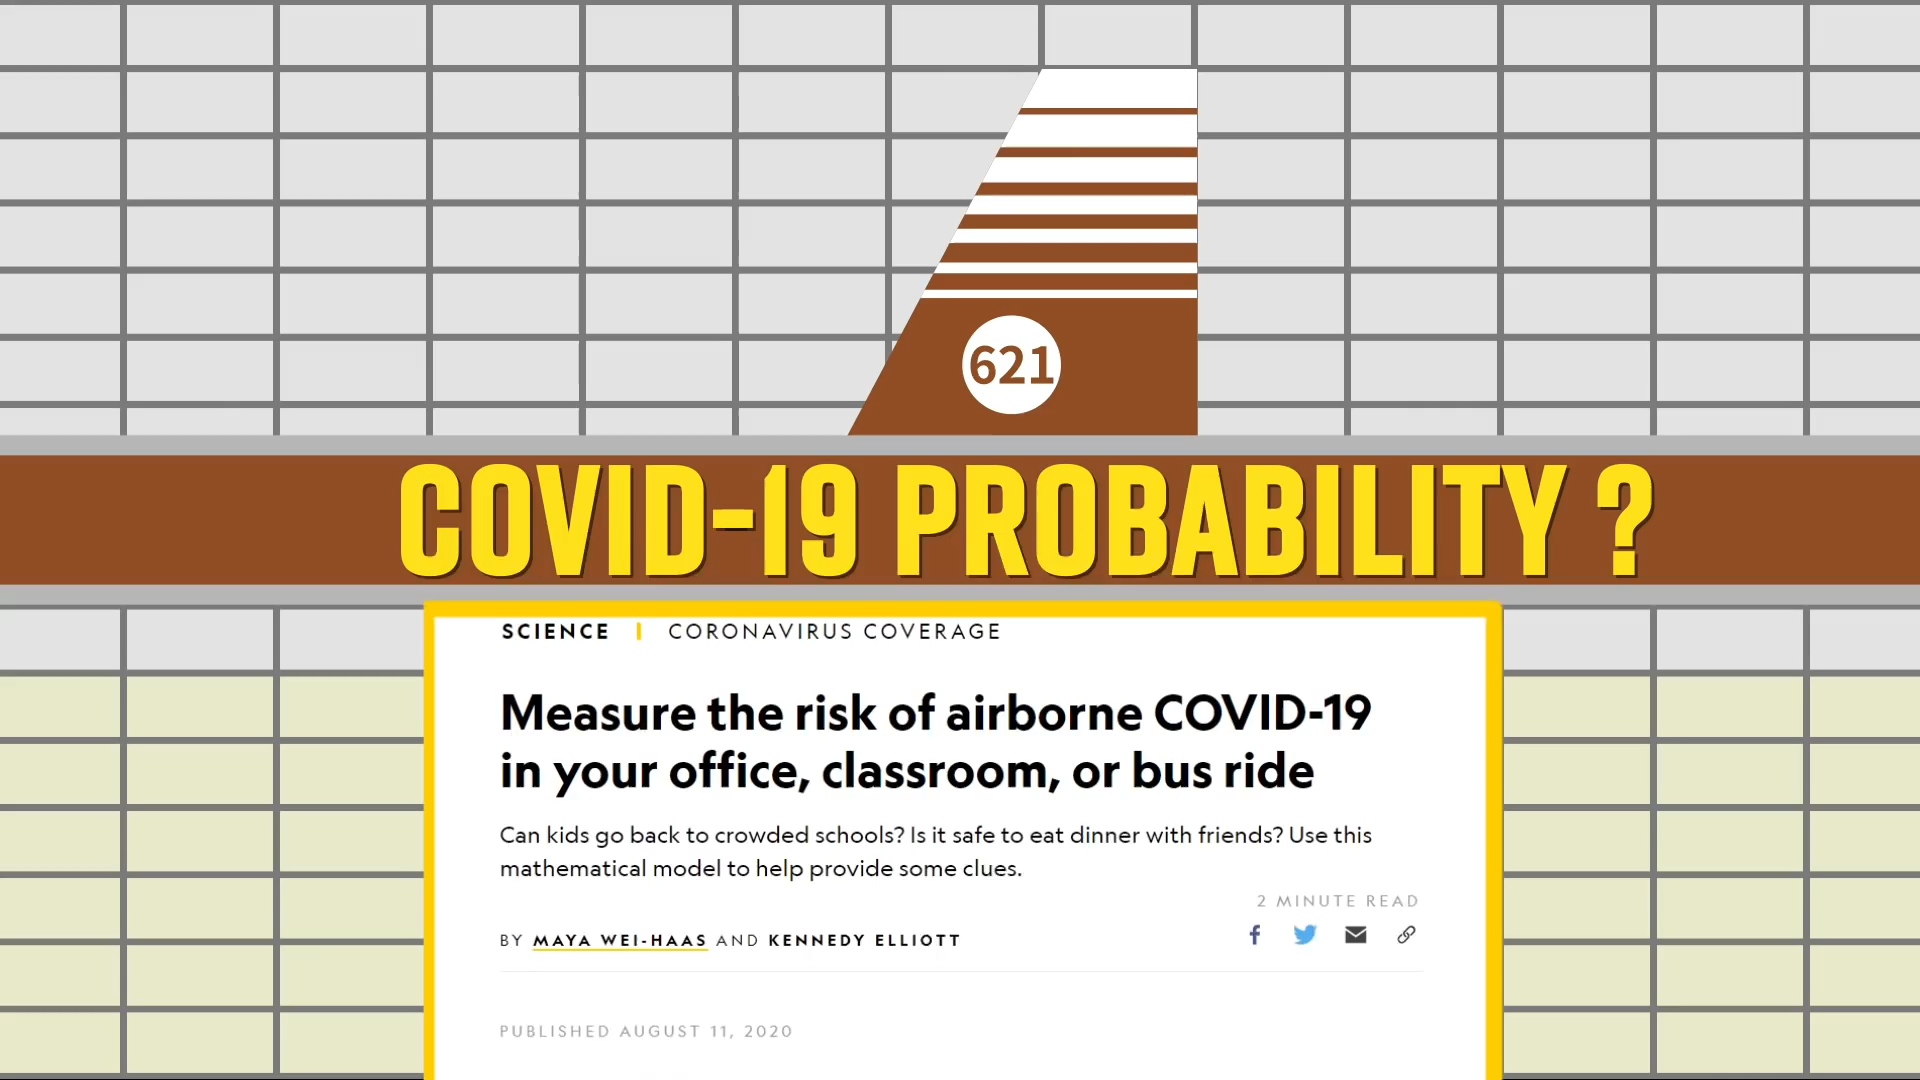 621
COVID-19 PROBABILITY ?
SCIENCE | CORONAVIRUS COVERAGE
Measure the risk of airborne COVID-19
in your office, classroom, or bus ride
Can kids go back to crowded schools? Is it safe to eat dinner with friends? Use this
mathematical model to help provide some clues.
2 MINUTE READ
BY MAYA WEI-HAAS AND KENNEDY ELLIOTT
PUBLISHED AUGUST 11, 2020